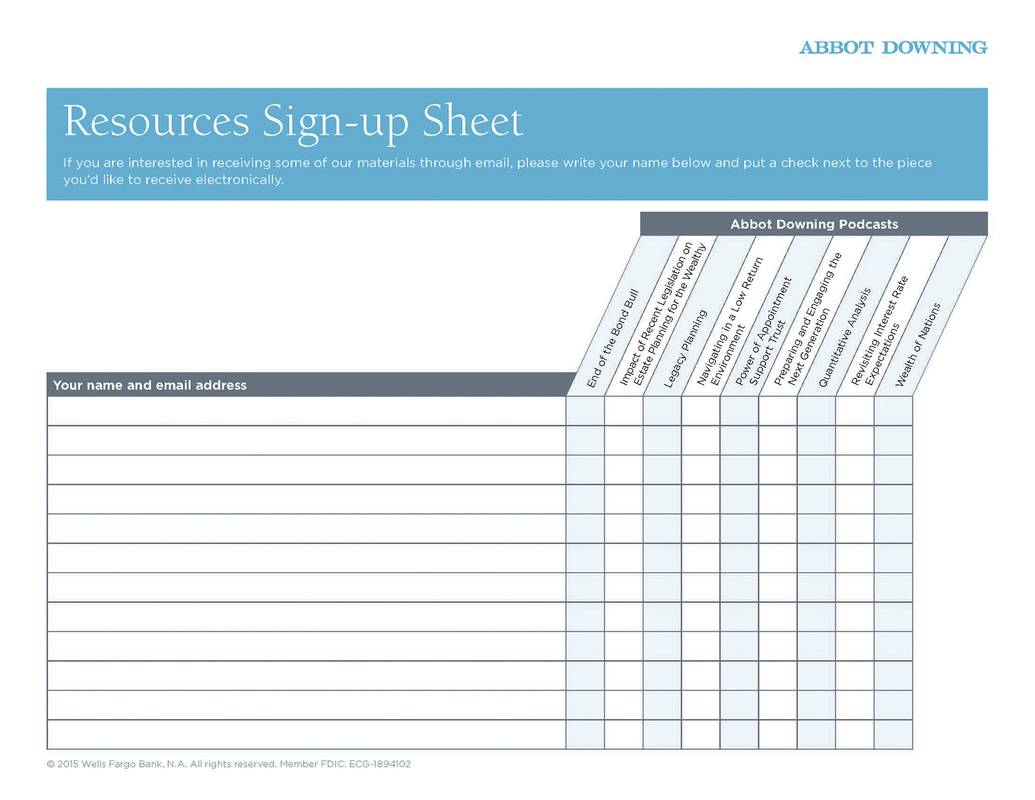 ABBOT DOWNING
Resources Sign-up Sheet
If you are interested in receiving some of our materials through email, please write your name below and put a check next to the piece
you'd like to receive electronically.
Abbot Downing Podcasts
End of the Bond Bull
Impact of Recent Legislation on
Estate Planning for the Wealthy
Legacy Planning
Navigating in a Low Return
Environment
Power of Appointment
Support Trust
Preparing and Engaging the
Next Generation
Quantitative Analysis
Revisiting Interest Rate
Expectations
Wealth of Nations
Your name and email address
© 2015 Wells Fargo Bank, N.A. All rights reserved. Member FDIC. ECG-1894102